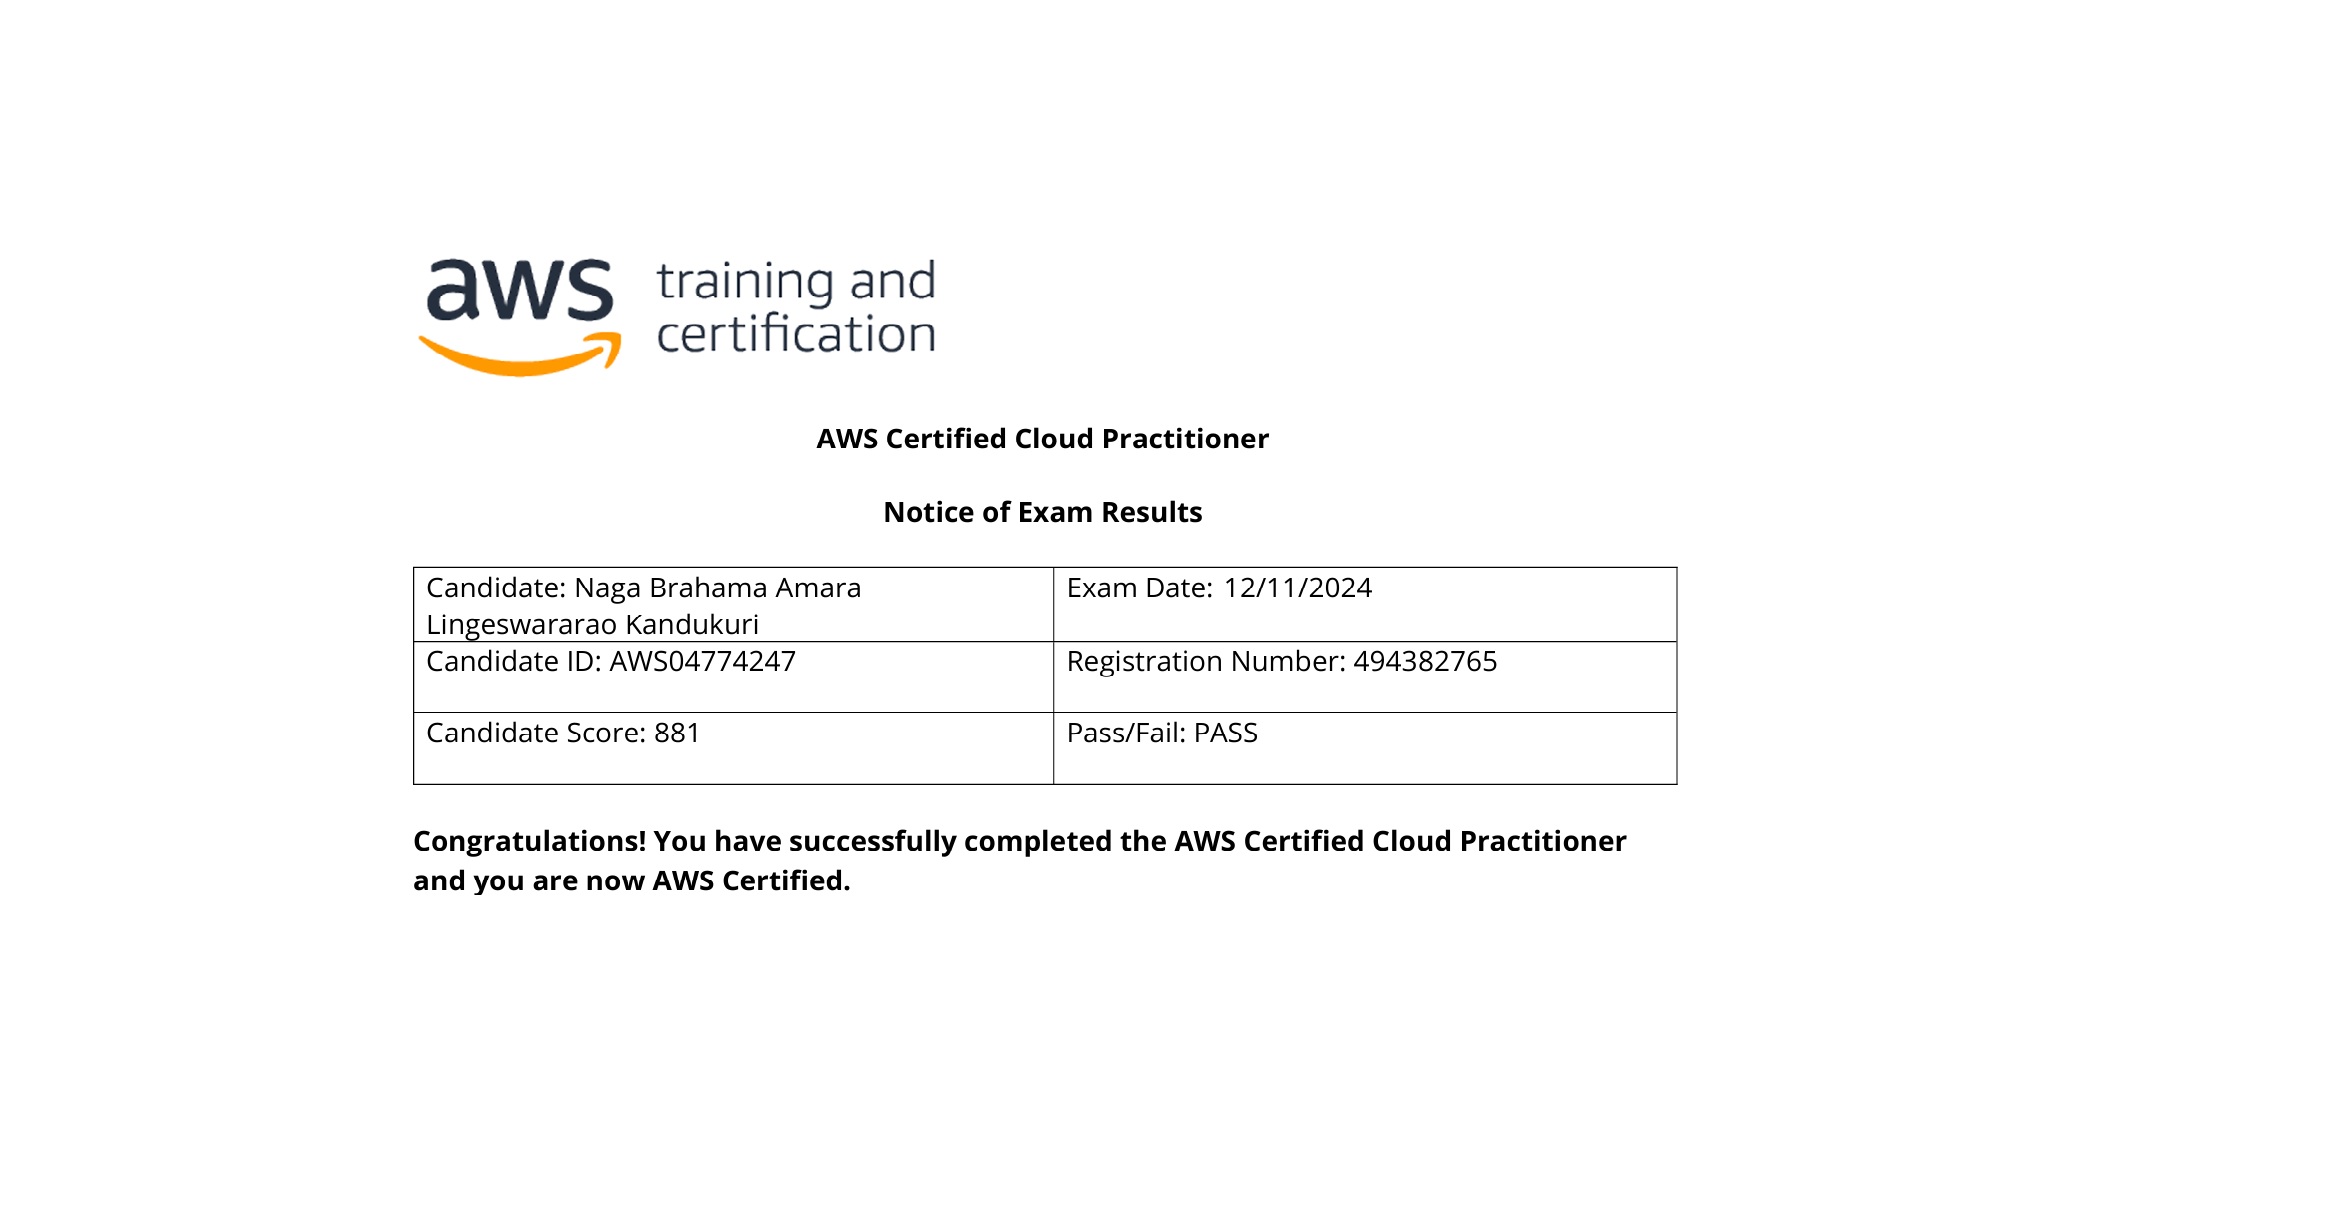 aws training and
certification
AWS Certified Cloud Practitioner
Notice of Exam Results
Candidate: Naga Brahama Amara
Lingeswararao Kandukuri
Exam Date: 12/11/2024
Candidate ID: AWS04774247
Registration Number: 494382765
Candidate Score: 881
Pass/Fail: PASS
Congratulations! You have successfully completed the AWS Certified Cloud Practitioner
and you are now AWS Certified.